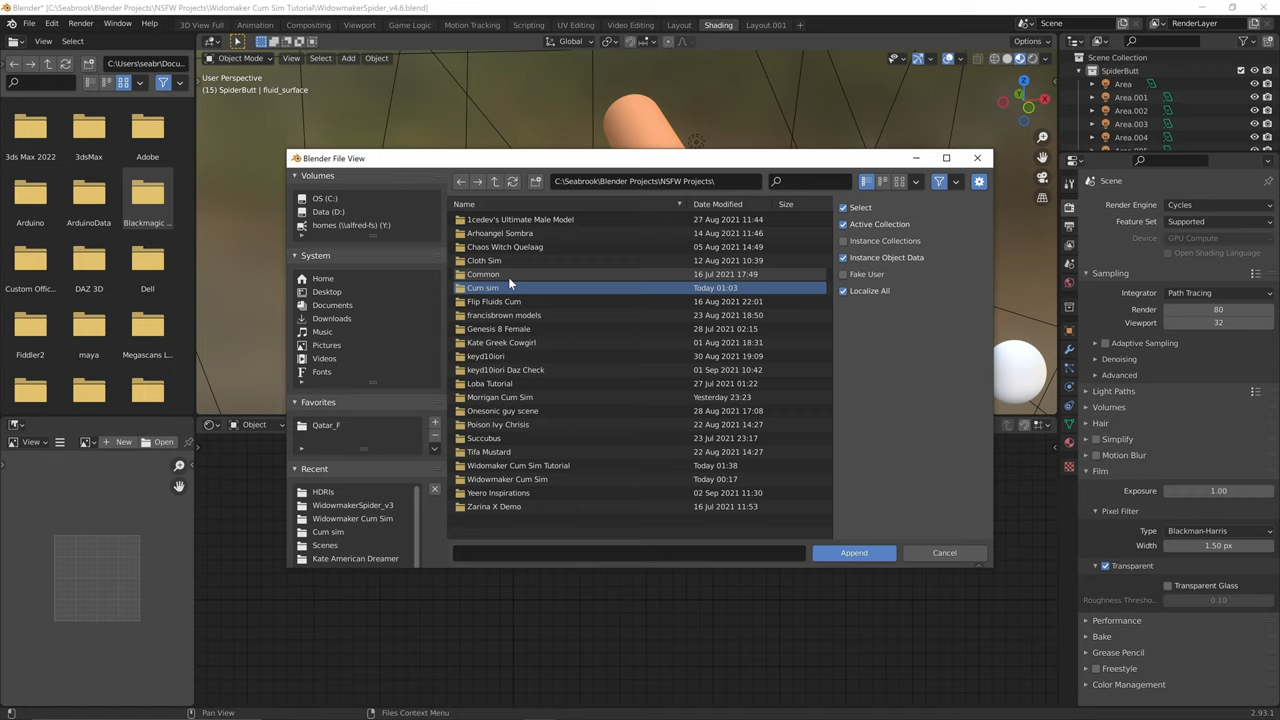 Blender* [C:\Seabrook\Blender Projects\NSFW Projects\Widomaker Cum Sim Tutorial\WidowmakerSpider_v4.6.blend]
File Edit Render Window Help 3D View Full Animation Compositing Viewport Game Logic Motion Tracking Scripting UV Editing Video Editing Layout Shading Layout.001 + Scene RenderLayer
View Select Global Options
C:\Users\seabr\Docu...
Object Mode View Select Add Object
User Perspective
(15) SpiderButt | fluid_surface
Scene Collection
SpiderButt
Area
Area.001
Area.002
Area.003
Area.004
3ds Max 2022 3dsMax Adobe
Arduino ArduinoData Blackmagic ...
Custom Offic... DAZ 3D Dell
Fiddler2 maya Megascans L...
Blender File View
Volumes
OS (C:)
Data (D:)
homes (\\alfred-fs) (Y:)
System
Home
Desktop
Documents
Downloads
Music
Pictures
Videos
Fonts
Favorites
Qatar_F
Recent
HDRIs
WidowmakerSpider_v3
Widowmaker Cum Sim
Cum sim
Scenes
Kate American Dreamer
C:\Seabrook\Blender Projects\NSFW Projects\
Name Date Modified Size
1cedev's Ultimate Male Model 27 Aug 2021 11:44
Arhoangel Sombra 14 Aug 2021 11:46
Chaos Witch Quelaag 05 Aug 2021 14:49
Cloth Sim 12 Aug 2021 10:39
Common 16 Jul 2021 17:49
Cum sim Today 01:03
Flip Fluids Cum 16 Aug 2021 22:01
francisbrown models 23 Aug 2021 18:50
Genesis 8 Female 28 Jul 2021 02:15
Kate Greek Cowgirl 01 Aug 2021 18:31
keyd10iori 30 Aug 2021 19:09
keyd10iori Daz Check 01 Sep 2021 10:42
Loba Tutorial 27 Jul 2021 01:22
Morrigan Cum Sim Yesterday 23:23
Onesonic guy scene 28 Aug 2021 17:08
Poison Ivy Chrisis 22 Aug 2021 14:27
Succubus 23 Jul 2021 23:17
Tifa Mustard 22 Aug 2021 14:27
Widomaker Cum Sim Tutorial Today 01:38
Widowmaker Cum Sim Today 00:17
Yeero Inspirations 02 Sep 2021 11:30
Zarina X Demo 16 Jul 2021 11:53
Select
Active Collection
Instance Collections
Instance Object Data
Fake User
Localize All
Append Cancel
Scene
Render Engine Cycles
Feature Set Supported
Device GPU Compute
Open Shading Language
Sampling
Integrator Path Tracing
Render 80
Viewport 32
Adaptive Sampling
Denoising
Advanced
Light Paths
Volumes
Hair
Simplify
Motion Blur
Film
Exposure 1.00
Pixel Filter
Type Blackman-Harris
Width 1.50 px
Transparent
Transparent Glass
Roughness Thresho... 0.10
Performance
Bake
Grease Pencil
Freestyle
Color Management
View New Open Object
Pan View Files Context Menu 2.93.1